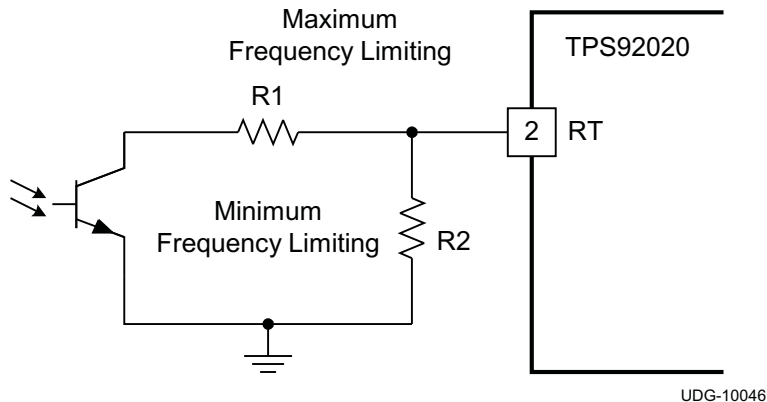 Maximum
Frequency Limiting
TPS92020
R1
2 RT
Minimum
Frequency Limiting
R2
UDG-10046